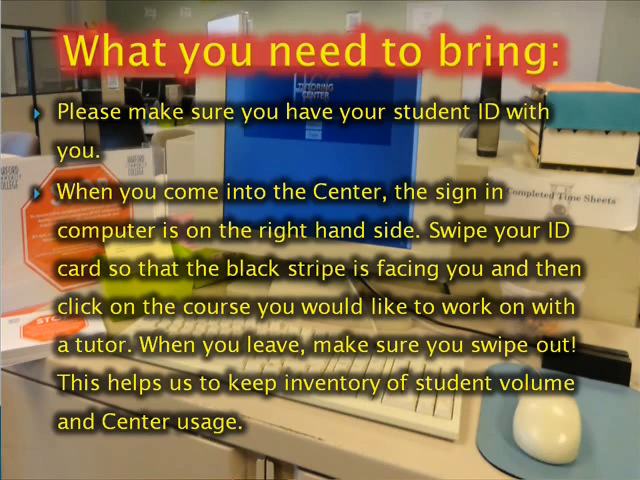 What you need to bring:
Please make sure you have your student ID with
you.
When you come into the Center, the sign in
computer is on the right hand side. Swipe your ID
card so that the black stripe is facing you and then
click on the course you would like to work on with
a tutor. When you leave, make sure you swipe out!
This helps us to keep inventory of student volume
and Center usage.
TUTORING
CENTER
Completed Time Sheets
HARFORD
COLLEGE